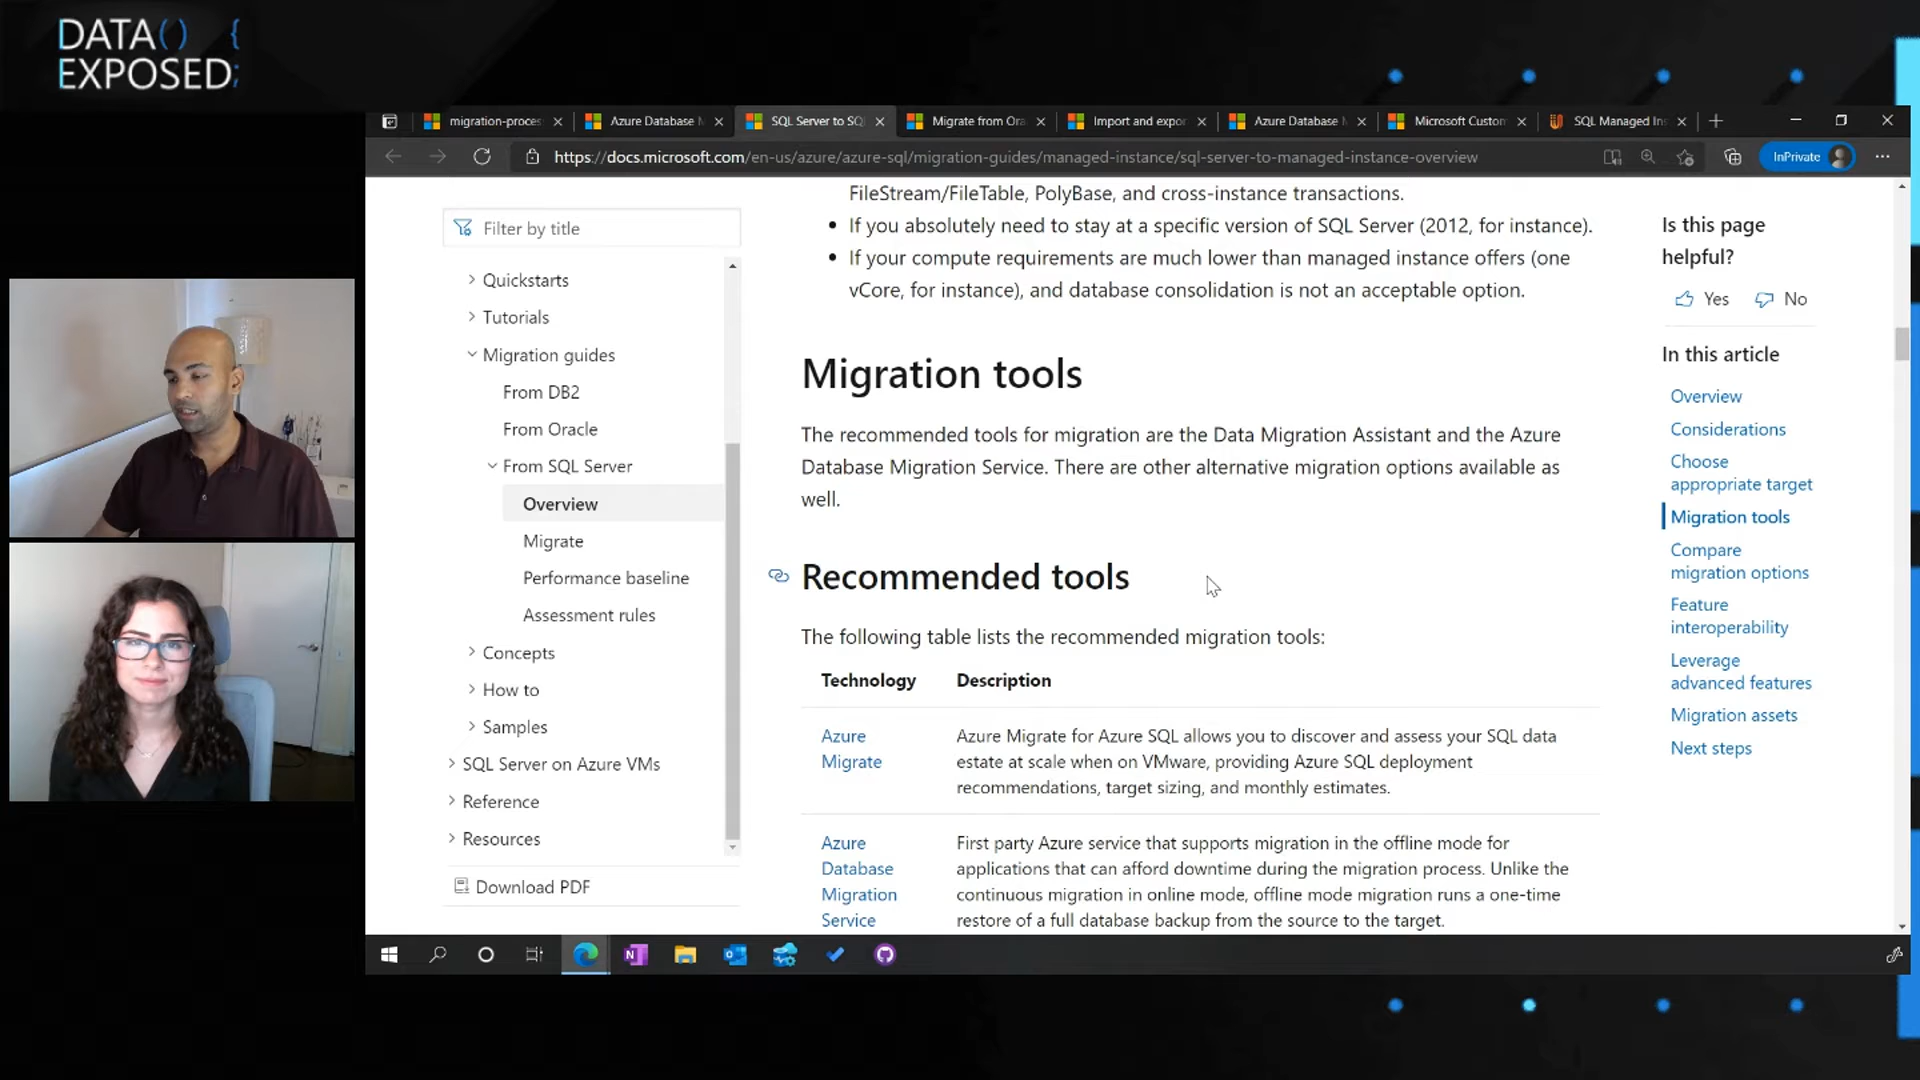 DATA() {
EXPOSED;
migration-proces
Azure Database M
SQL Server to SQ
Migrate from Ora
Import and expor
Azure Database M
Microsoft Custom
SQL Managed Ins
https://docs.microsoft.com/en-us/azure/azure-sql/migration-guides/managed-instance/sql-server-to-managed-instance-overview
InPrivate
Filter by title
Quickstarts
Tutorials
Migration guides
From DB2
From Oracle
From SQL Server
Overview
Migrate
Performance baseline
Assessment rules
Concepts
How to
Samples
SQL Server on Azure VMs
Reference
Resources
Download PDF
FileStream/FileTable, PolyBase, and cross-instance transactions.
• If you absolutely need to stay at a specific version of SQL Server (2012, for instance).
• If your compute requirements are much lower than managed instance offers (one
vCore, for instance), and database consolidation is not an acceptable option.
Migration tools
The recommended tools for migration are the Data Migration Assistant and the Azure
Database Migration Service. There are other alternative migration options available as
well.
Recommended tools
The following table lists the recommended migration tools:
Technology Description
Azure
Migrate
Azure Migrate for Azure SQL allows you to discover and assess your SQL data
estate at scale when on VMware, providing Azure SQL deployment
recommendations, target sizing, and monthly estimates.
Azure
Database
Migration
Service
First party Azure service that supports migration in the offline mode for
applications that can afford downtime during the migration process. Unlike the
continuous migration in online mode, offline mode migration runs a one-time
restore of a full database backup from the source to the target.
Is this page
helpful?
Yes No
In this article
Overview
Considerations
Choose
appropriate target
Migration tools
Compare
migration options
Feature
interoperability
Leverage
advanced features
Migration assets
Next steps